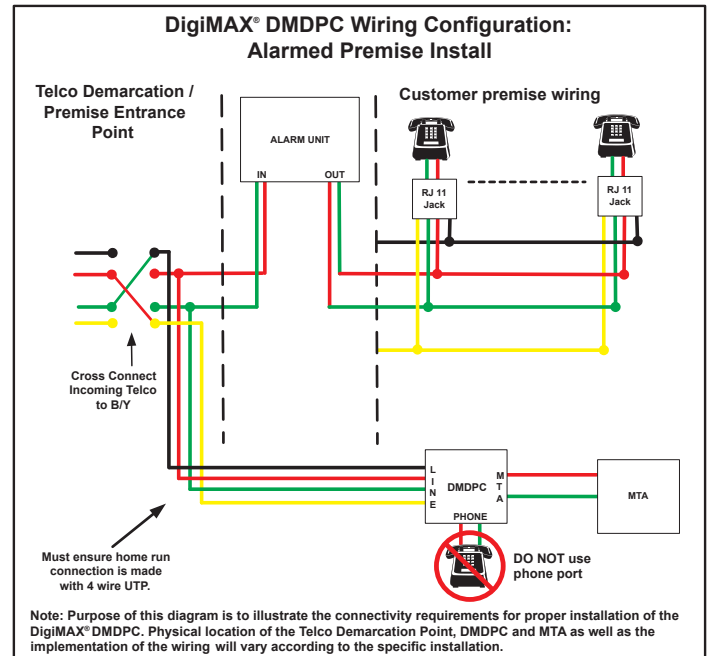 DigiMAX® DMDPC Wiring Configuration:
Alarmed Premise Install
Telco Demarcation /
Premise Entrance
Point
ALARM UNIT
IN OUT
Customer premise wiring
RJ 11
Jack
RJ 11
Jack
Cross Connect
Incoming Telco
to B/Y
LINE
DMDPC
MTA
PHONE
MTA
DO NOT use
phone port
Must ensure home run
connection is made
with 4 wire UTP.
Note: Purpose of this diagram is to illustrate the connectivity requirements for proper installation of the
DigiMAX® DMDPC. Physical location of the Telco Demarcation Point, DMDPC and MTA as well as the
implementation of the wiring will vary according to the specific installation.